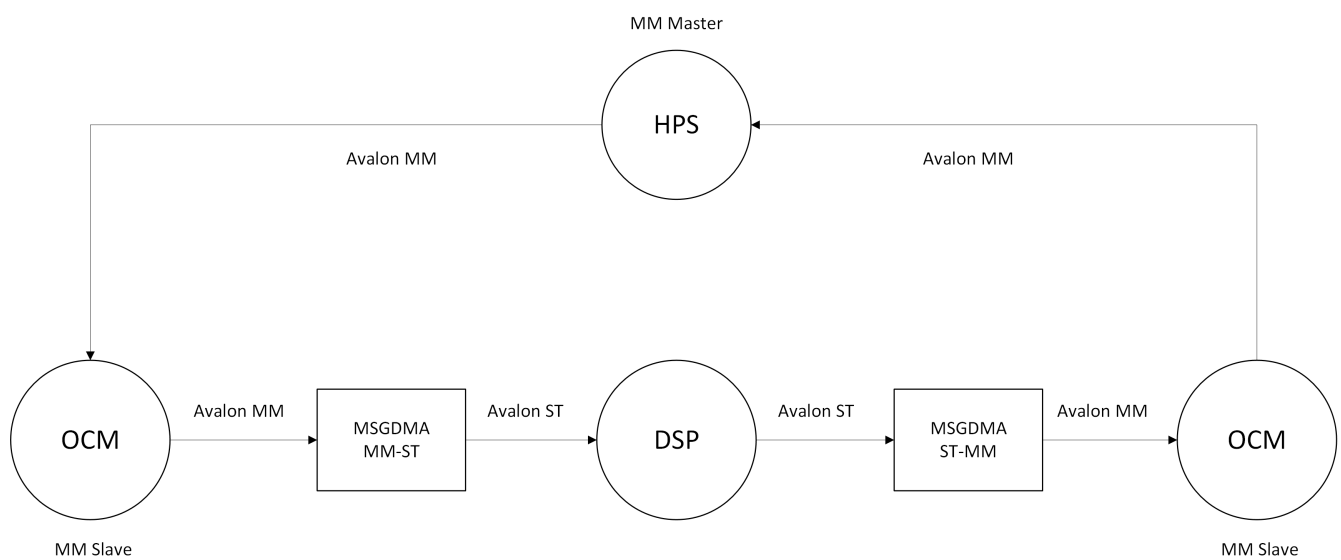 MM Master
HPS
Avalon MM
Avalon MM
OCM
Avalon MM
MSGDMA
MM-ST
Avalon ST
DSP
Avalon ST
MSGDMA
ST-MM
Avalon MM
OCM
MM Slave
MM Slave